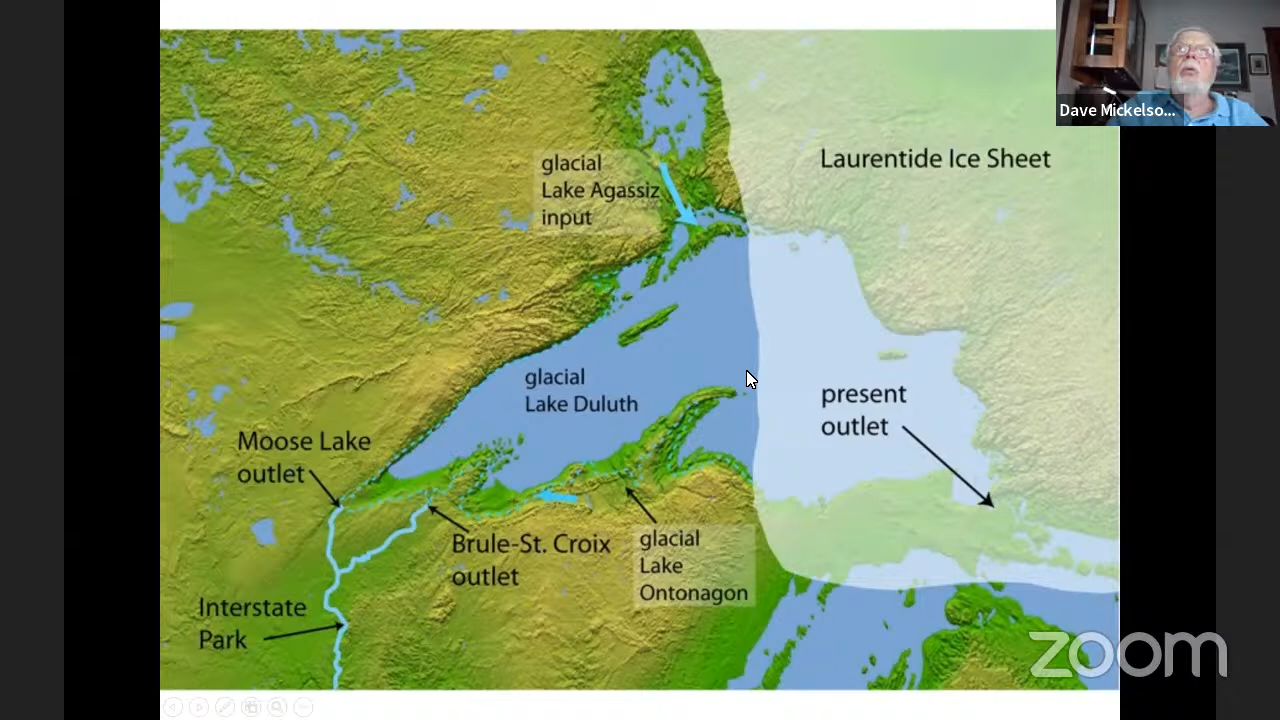 Dave Mickelso...
Laurentide Ice Sheet
glacial
Lake Agassiz
input
glacial
Lake Duluth
present
outlet
Moose Lake
outlet
Brule-St. Croix
outlet
glacial
Lake
Ontonagon
Interstate
Park
zoom